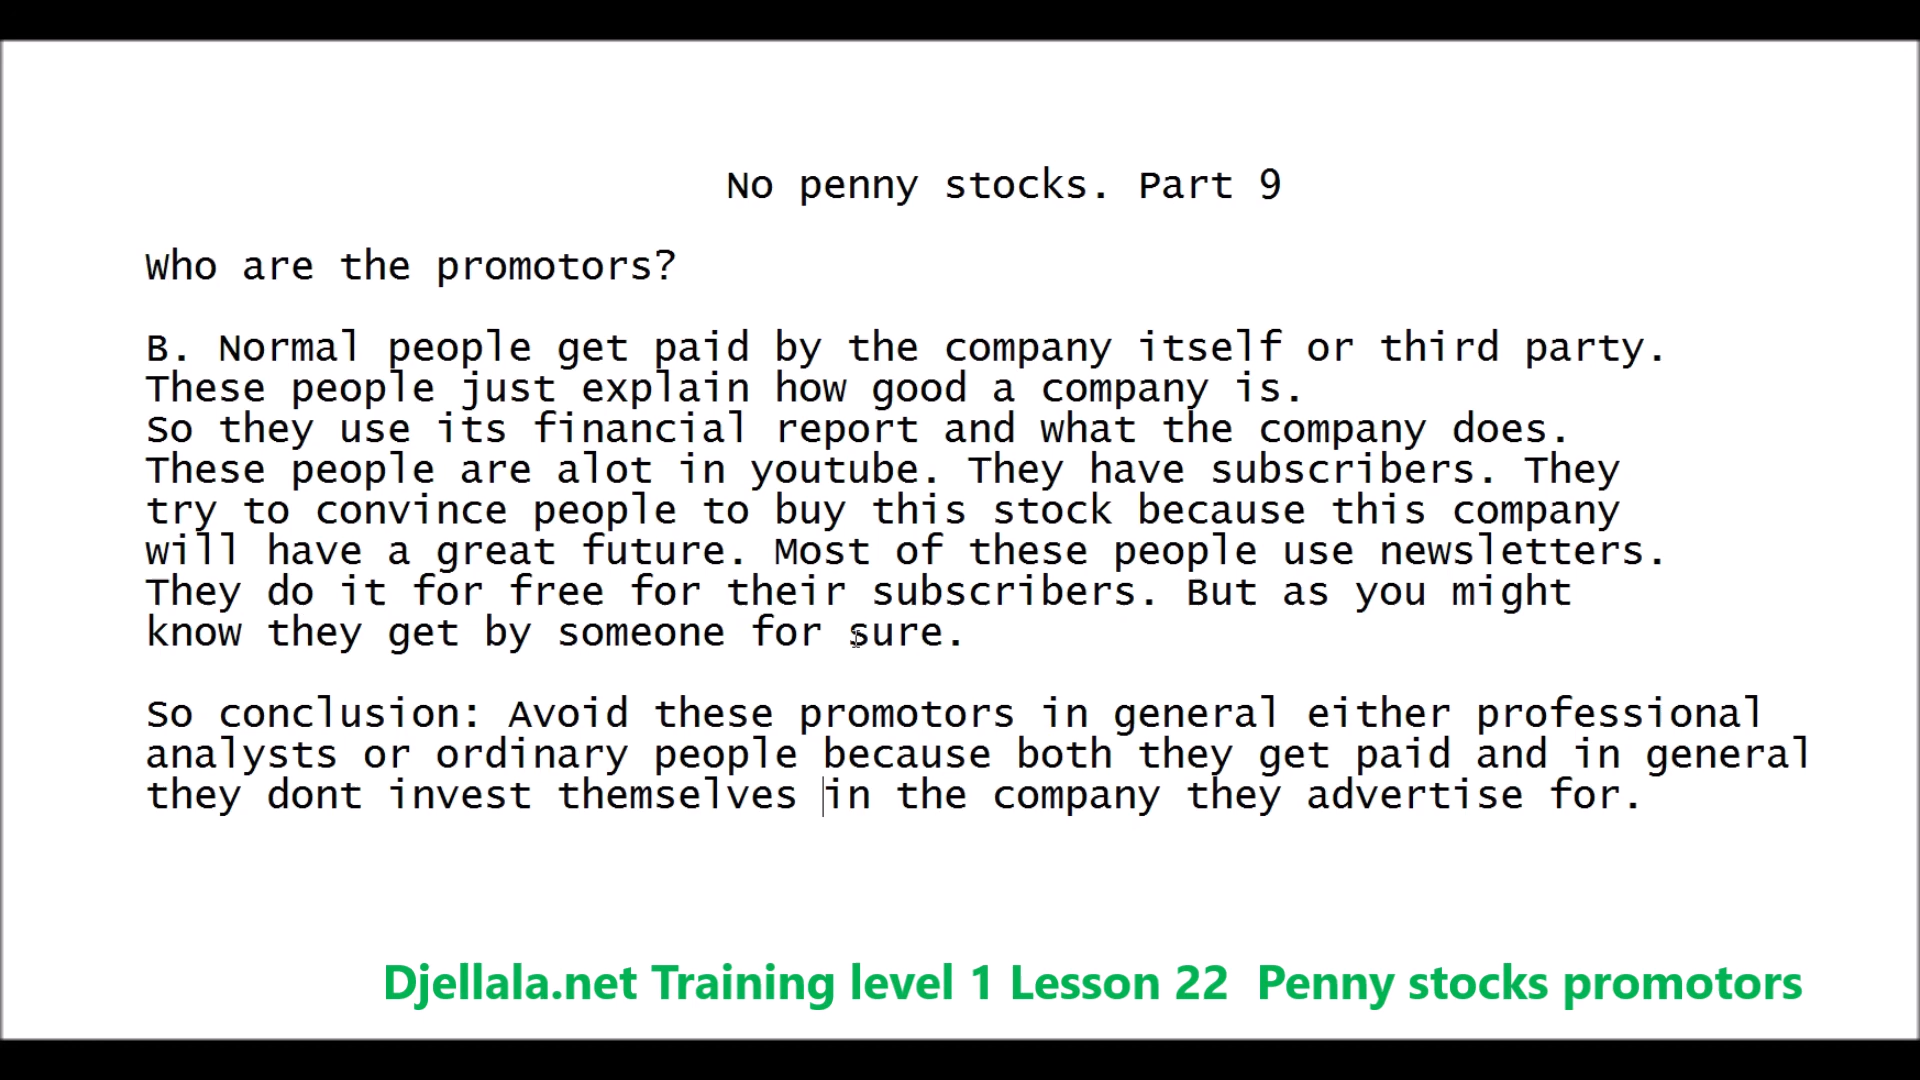 No penny stocks. Part 9
Who are the promotors?
B. Normal people get paid by the company itself or third party.
These people just explain how good a company is.
So they use its financial report and what the company does.
These people are alot in youtube. They have subscribers. They
try to convince people to buy this stock because this company
will have a great future. Most of these people use newsletters.
They do it for free for their subscribers. But as you might
know they get by someone for sure.
So conclusion: Avoid these promotors in general either professional
analysts or ordinary people because both they get paid and in general
they dont invest themselves in the company they advertise for.
Djellala.net Training level 1 Lesson 22 Penny stocks promotors